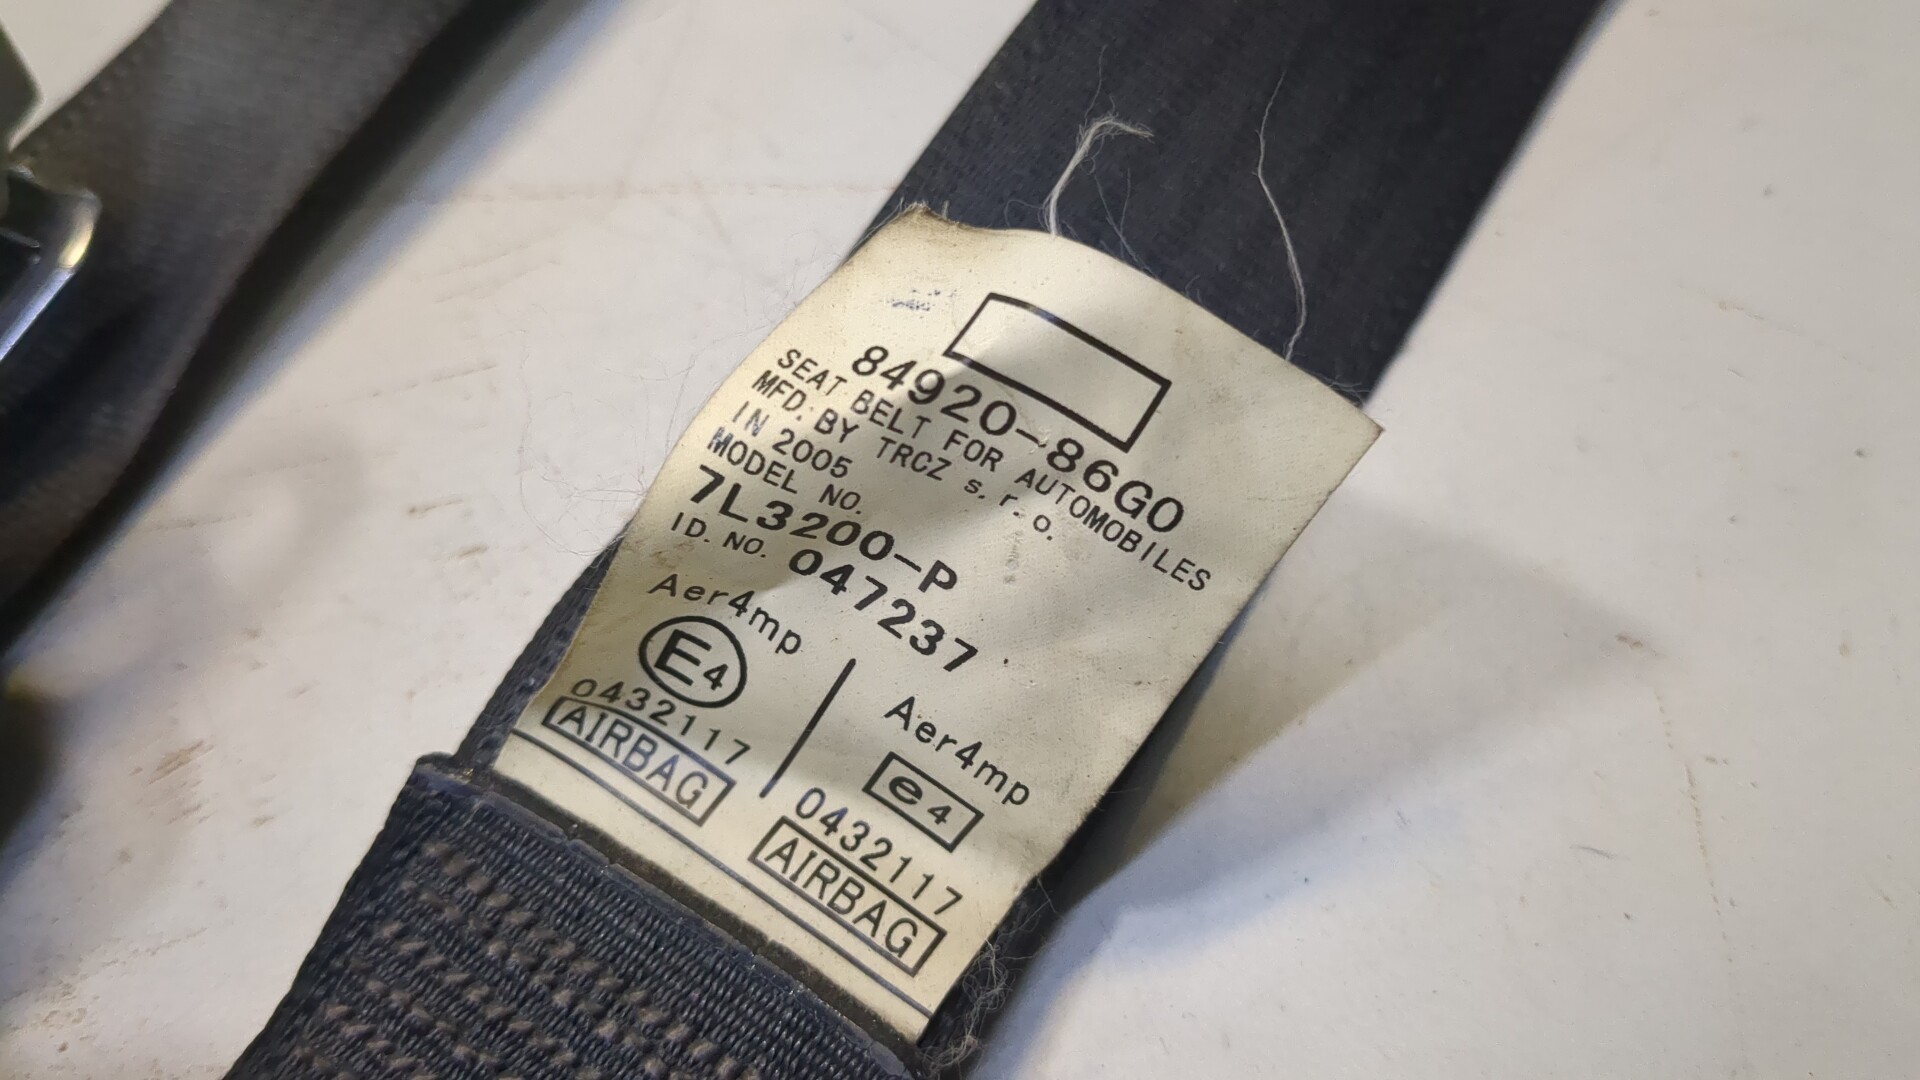 84920-86G0
SEAT BELT FOR AUTOMOBILES
MFD. BY TRCZ s. r. o.
IN 2005
MODEL NO.
7L3200-P
ID. NO. 047237
Aer4mp
E4
0432117
AIRBAG
Aer4mp
e4
0432117
AIRBAG